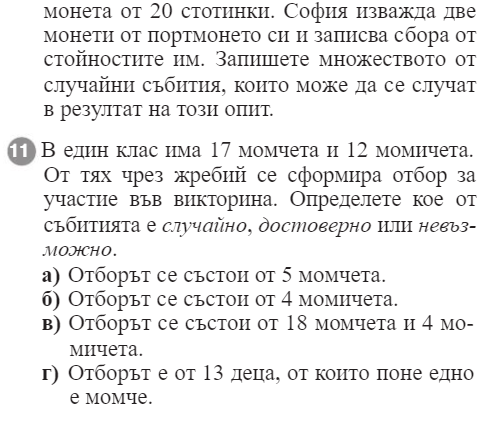 монета от 20 стотинки. София изважда две
монети от портмонето си и записва сбора от
стойностите им. Запишете множеството от
случайни събития, които може да се случат
в резултат на този опит.
11 В един клас има 17 момчета и 12 момичета.
От тях чрез жребий се сформира отбор за
участие във викторина. Определете кое от
събитията е случайно, достоверно или невъз-
можно.
а) Отборът се състои от 5 момчета.
б) Отборът се състои от 4 момичета.
в) Отборът се състои от 18 момчета и 4 мо-
мичета.
г) Отборът е от 13 деца, от които поне едно
е момче.